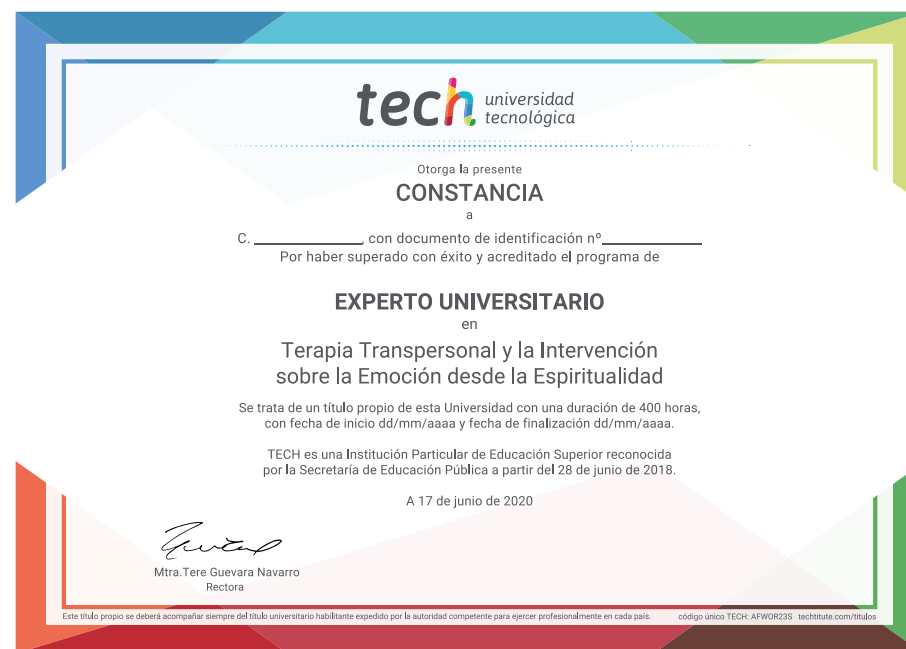 tech universidad
tecnológica
Otorga la presente
CONSTANCIA
a
C. ____________, con documento de identificación nº___________
Por haber superado con éxito y acreditado el programa de
EXPERTO UNIVERSITARIO
en
Terapia Transpersonal y la Intervención
sobre la Emoción desde la Espiritualidad
Se trata de un título propio de esta Universidad con una duración de 400 horas,
con fecha de inicio dd/mm/aaaa y fecha de finalización dd/mm/aaaa.
TECH es una Institución Particular de Educación Superior reconocida
por la Secretaría de Educación Pública a partir del 28 de junio de 2018.
A 17 de junio de 2020
Mtra.Tere Guevara Navarro
Rectora
Este título propio se deberá acompañar siempre del título universitario habilitante expedido por la autoridad competente para ejercer profesionalmente en cada país. código único TECH: AFWOR23S techtitute.com/titulos